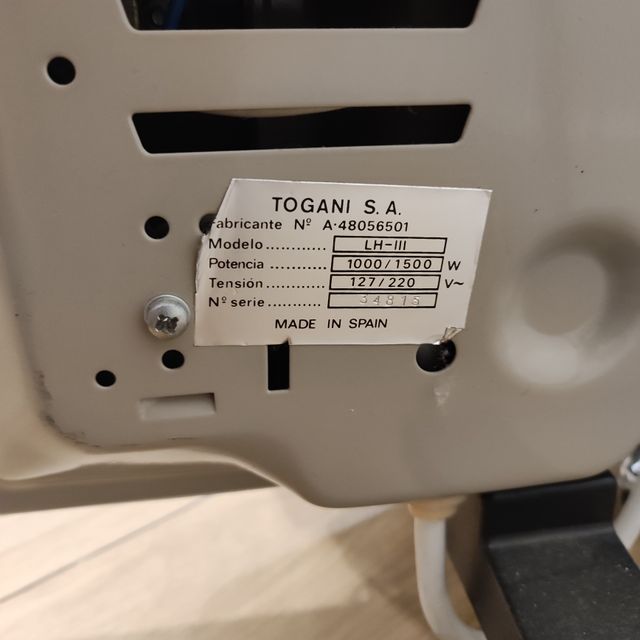 TOGANI S.A.
Fabricante Nº A-48056501
Modelo............ LH-III
Potencia ............ 1000/1500 W
Tensión............ 127/220 V~
Nº serie........... 34815
MADE IN SPAIN